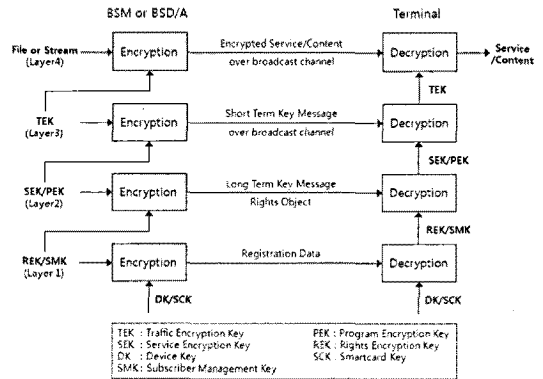 BSM or BSD/A
Terminal
File or Stream
(Layer4)
Encryption
Encrypted Service/Content
over broadcast channel
Decryption
Service
/Content
TEK
TEK
(Layer3)
Encryption
Short Term Key Message
over broadcast channel
Decryption
SEK/PEK
SEK/PEK
(Layer2)
Encryption
Long Term Key Message
Rights Object
Decryption
REK/SMK
REK/SMK
(Layer 1)
Encryption
Registration Data
Decryption
DK/SCK
DK/SCK
TEK : Traffic Encryption Key
PEK : Program Encryption Key
SEK : Service Encryption Key
REK : Rights Encryption Key
DK : Device Key
SCK : Smartcard Key
SMK: Subscriber Management Key